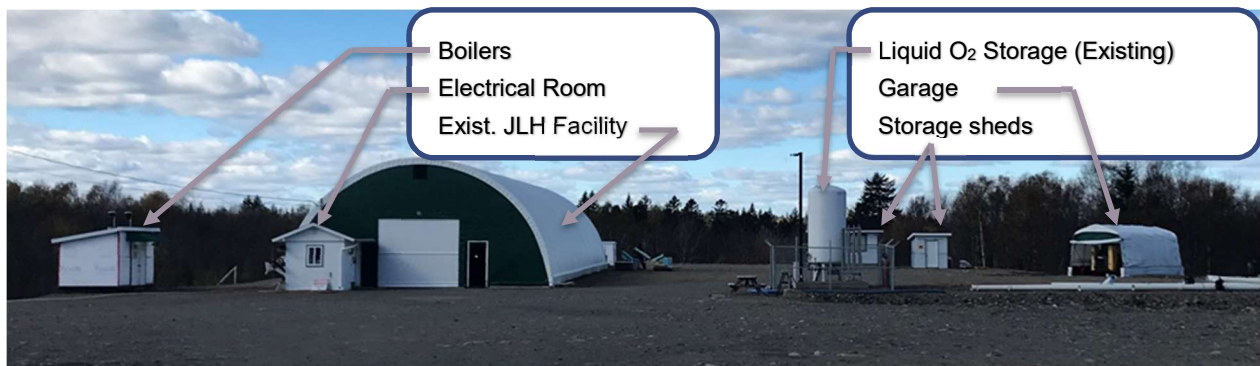 Boilers
Electrical Room
Exist. JLH Facility
Liquid O₂ Storage (Existing)
Garage
Storage sheds